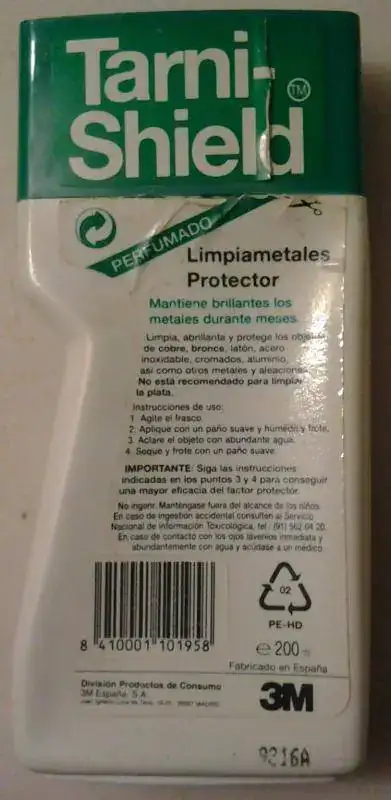 Tarni-
Shield
TM
PERFUMADO
Limpiametales
Protector
Mantiene brillantes los
metales durante meses.
Limpia, abrillanta y protege los objetos
de cobre, bronce, latón, acero
inoxidable, cromados, aluminio,
así como otros metales y aleaciones.
No está recomendado para limpiar
la plata.
Instrucciones de uso:
1. Agite el frasco.
2. Aplique con un paño suave y húmedo y frote.
3. Aclare el objeto con abundante agua.
4. Seque y frote con un paño suave.
IMPORTANTE: Siga las instrucciones
indicadas en los puntos 3 y 4 para conseguir
una mayor eficacia del factor protector.
No ingerir. Manténgase fuera del alcance de los niños.
En caso de ingestión accidental consulten al Servicio
Nacional de información Toxicológica, tel.: (91) 562 04 20.
En caso de contacto con los ojos lávenlos inmediata y
abundantemente con agua y acúdase a un médico.
8 410001 101958
02
PE-HD
e 200
Fabricado en España
División Productos de Consumo
3M España, S.A.
3M
9216A